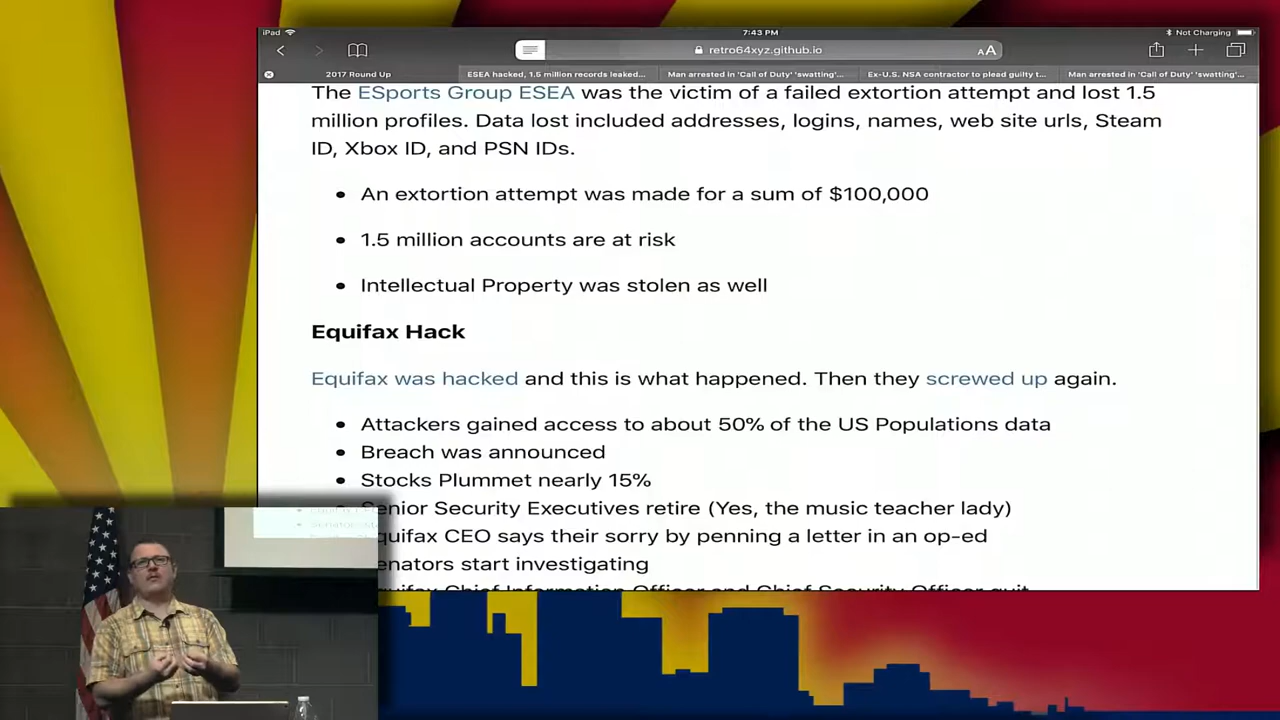 iPad
7:43 PM
Not Charging
retro64xyz.github.io
AA
2017 Round Up
ESEA hacked, 1.5 million records leaked...
Man arrested in 'Call of Duty' 'swatting'...
Ex-U.S. NSA contractor to plead guilty t...
Man arrested in 'Call of Duty' 'swatting'...
The ESports Group ESEA was the victim of a failed extortion attempt and lost 1.5
million profiles. Data lost included addresses, logins, names, web site urls, Steam
ID, Xbox ID, and PSN IDs.
• An extortion attempt was made for a sum of $100,000
• 1.5 million accounts are at risk
• Intellectual Property was stolen as well
Equifax Hack
Equifax was hacked and this is what happened. Then they screwed up again.
• Attackers gained access to about 50% of the US Populations data
• Breach was announced
• Stocks Plummet nearly 15%
Senior Security Executives retire (Yes, the music teacher lady)
quifax CEO says their sorry by penning a letter in an op-ed
enators start investigating
quifax Chief Information Officer and Chief Security Officer quit